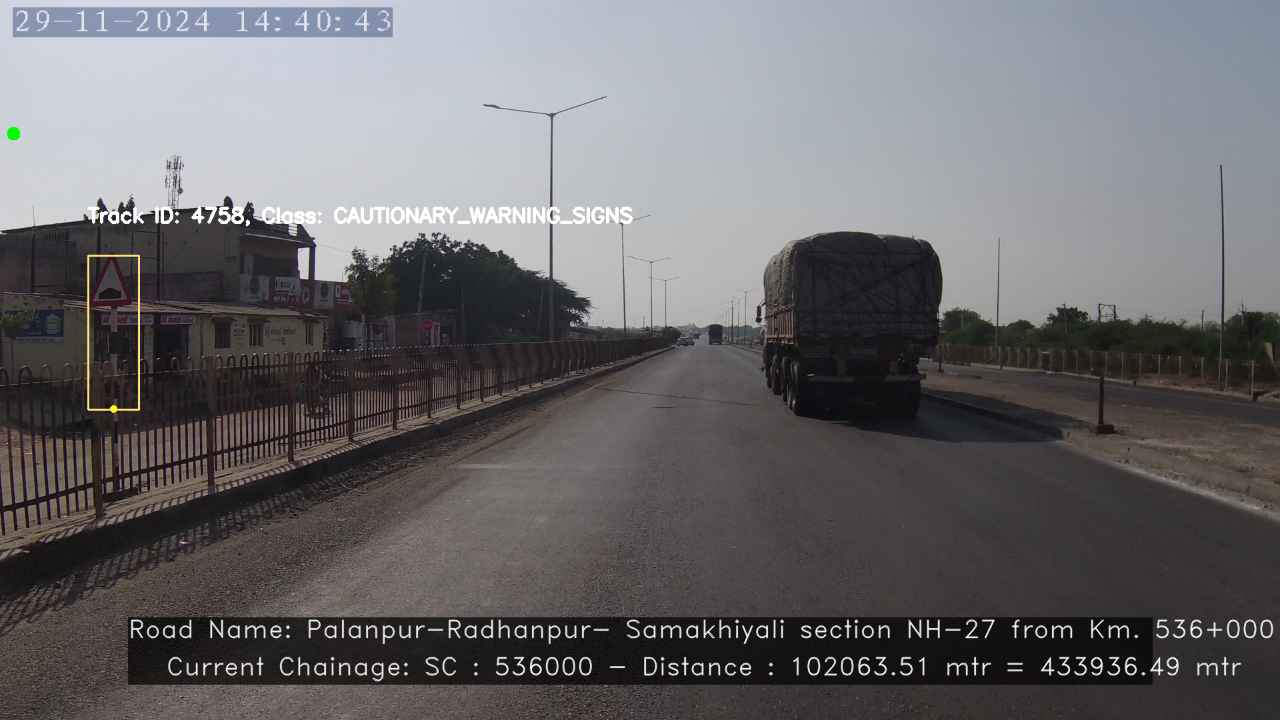 29-11-2024 14:40:43
Track ID: 4758, Class: CAUTIONARY_WARNING_SIGNS
Road Name: Palanpur-Radhanpur- Samakhiyali section NH-27 from Km. 536+000
Current Chainage: SC : 536000 - Distance : 102063.51 mtr = 433936.49 mtr